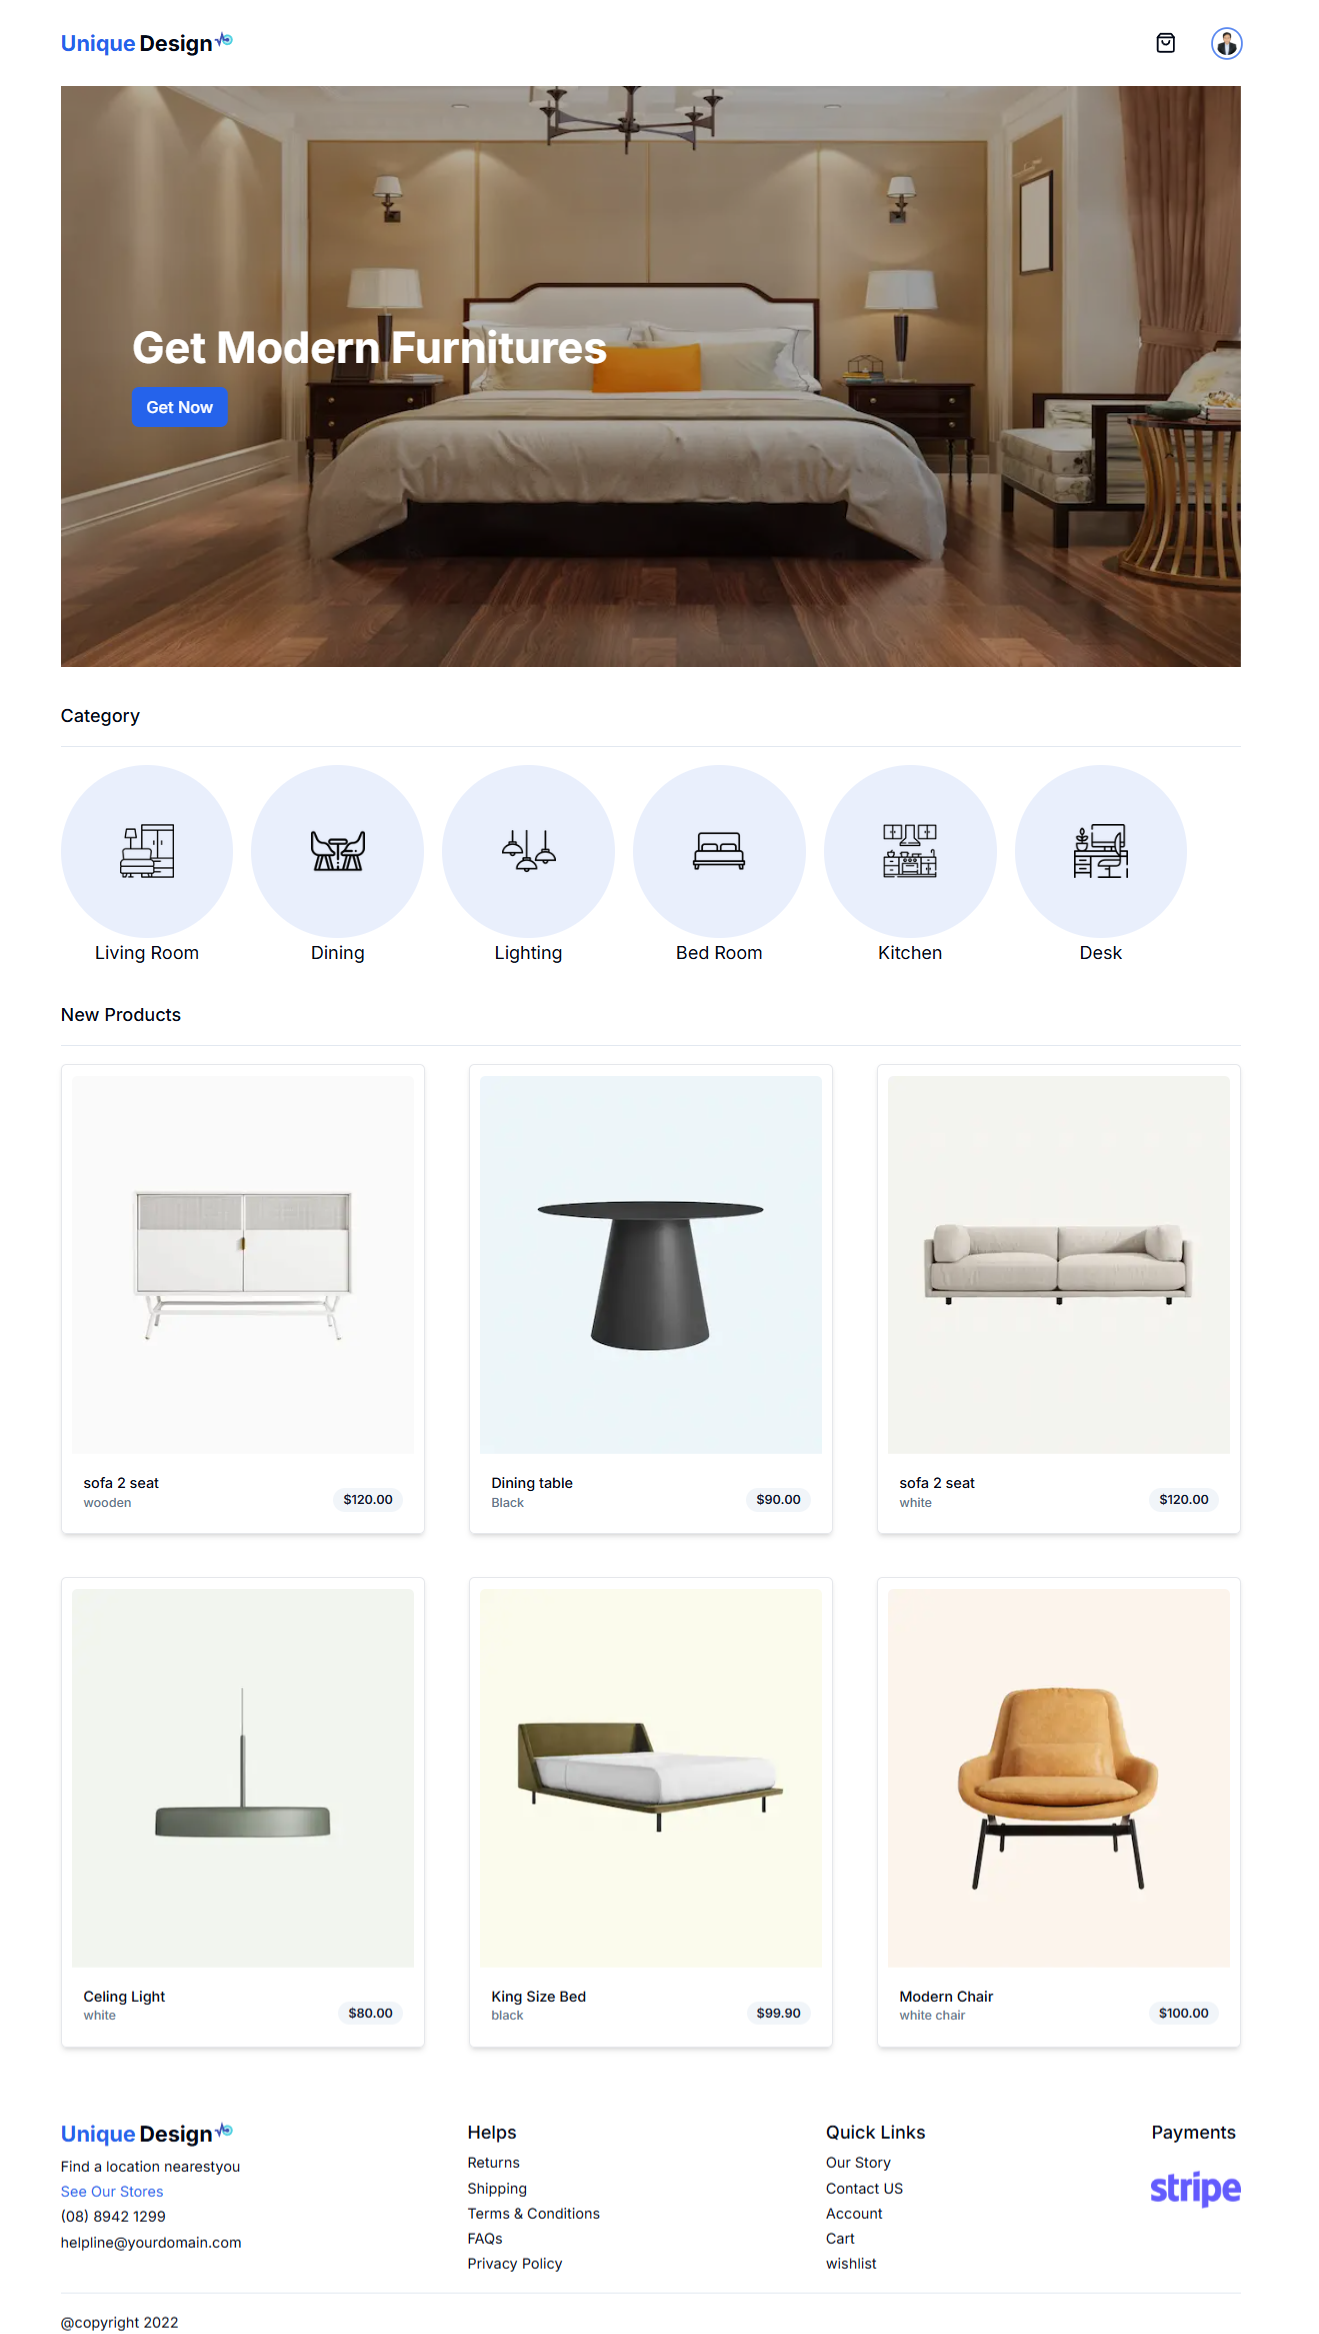 Unique Design
Get Modern Furnitures
Get Now
Category
Living Room
Dining
Lighting
Bed Room
Kitchen
Desk
New Products
sofa 2 seat
wooden
$120.00
Dining table
Black
$90.00
sofa 2 seat
white
$120.00
Celing Light
white
$80.00
King Size Bed
black
$99.90
Modern Chair
white chair
$100.00
Unique Design
Find a location nearestyou
See Our Stores
(08) 8942 1299
helpline@yourdomain.com
Helps
Returns
Shipping
Terms & Conditions
FAQs
Privacy Policy
Quick Links
Our Story
Contact US
Account
Cart
wishlist
Payments
stripe
@copyright 2022